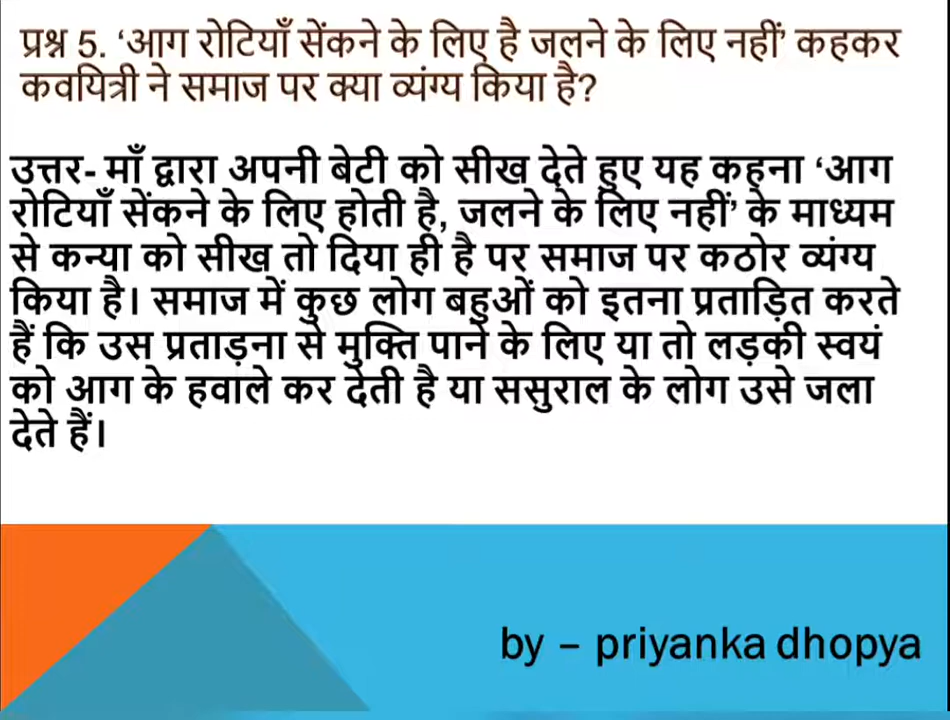 प्रश्न 5. ‘आग रोटियाँ सेंकने के लिए है जलने के लिए नहीं’ कहकर
कवयित्री ने समाज पर क्या व्यंग्य किया है?
उत्तर- माँ द्वारा अपनी बेटी को सीख देते हुए यह कहना ‘आग
रोटियाँ सेंकने के लिए होती है, जलने के लिए नहीं’ के माध्यम
से कन्या को सीख तो दिया ही है पर समाज पर कठोर व्यंग्य
किया है। समाज में कुछ लोग बहुओं को इतना प्रताड़ित करते
हैं कि उस प्रताड़ना से मुक्ति पाने के लिए या तो लड़की स्वयं
को आग के हवाले कर देती है या ससुराल के लोग उसे जला
देते हैं।
by – priyanka dhopya